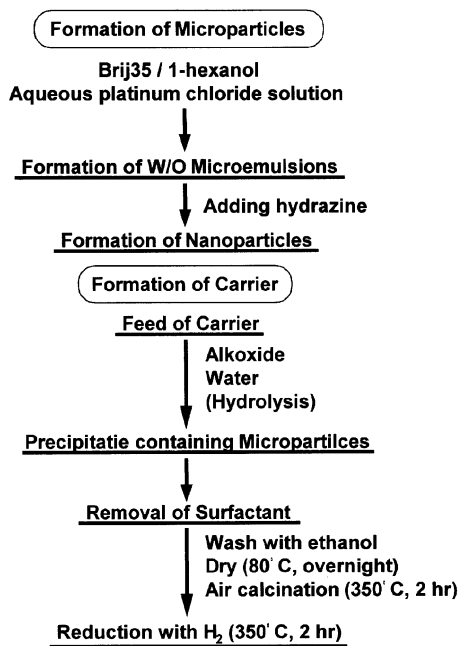 Formation of Microparticles
Brij35 / 1-hexanol
Aqueous platinum chloride solution
Formation of W/O Microemulsions
Adding hydrazine
Formation of Nanoparticles
Formation of Carrier
Feed of Carrier
Alkoxide
Water
(Hydrolysis)
Precipitatie containing Micropartilces
Removal of Surfactant
Wash with ethanol
Dry (80°C, overnight)
Air calcination (350°C, 2 hr)
Reduction with H₂ (350°C, 2 hr)